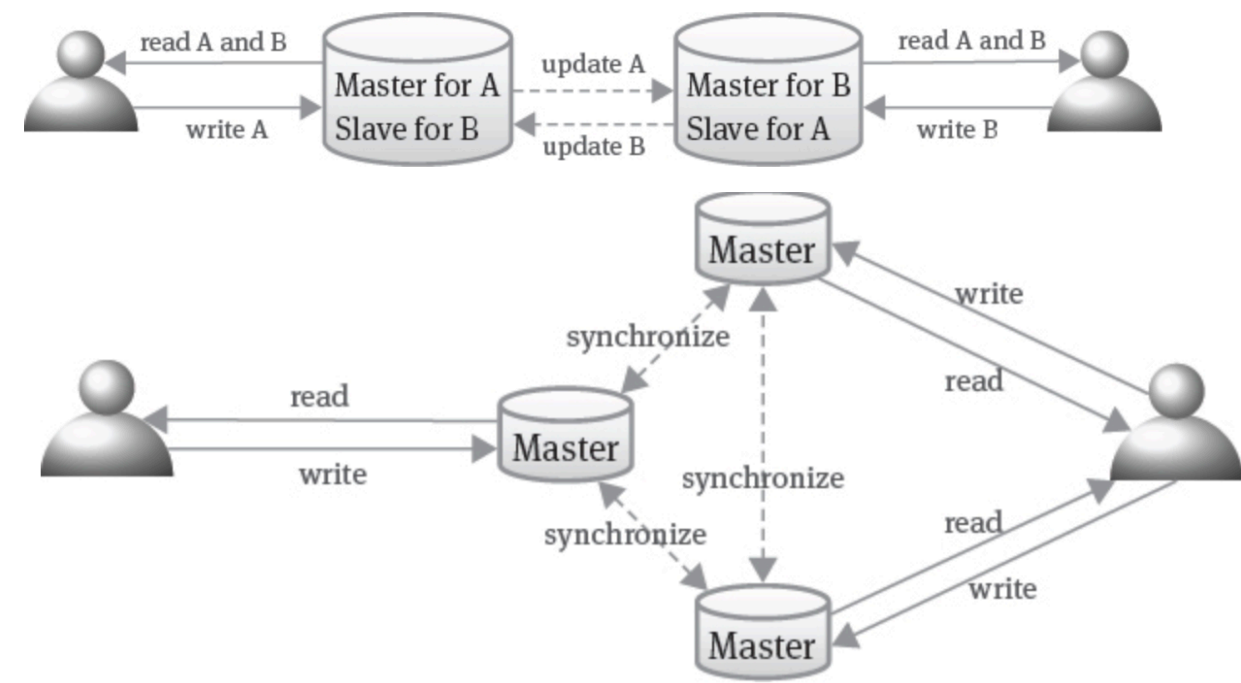 read A and B
write A
Master for A
Slave for B
update A
update B
Master for B
Slave for A
read A and B
write B
Master
write
read
synchronize
read
write
Master
synchronize
synchronize
read
write
Master